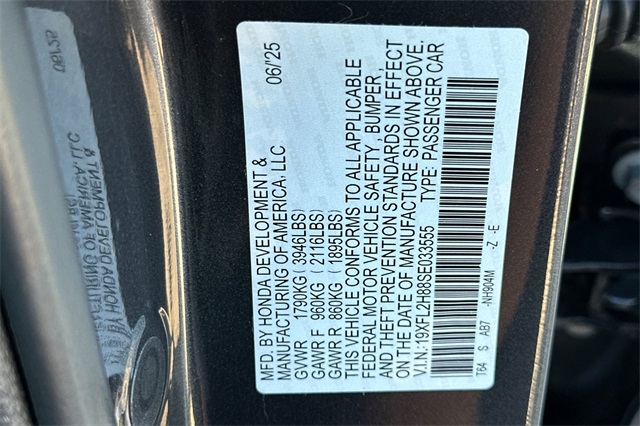 MFD. BY HONDA DEVELOPMENT & 06/25
MANUFACTURING OF AMERICA, LLC
GVWR 1790KG ( 3946LBS)
GAWR F 960KG ( 2116LBS)
GAWR R 860KG ( 1895LBS)
THIS VEHICLE CONFORMS TO ALL APPLICABLE
FEDERAL MOTOR VEHICLE SAFETY, BUMPER,
AND THEFT PREVENTION STANDARDS IN EFFECT
ON THE DATE OF MANUFACTURE SHOWN ABOVE.
V.I.N.: 19XFL2H88SE033555 TYPE: PASSENGER CAR
T64 S AB7 -NH904M -Z -E